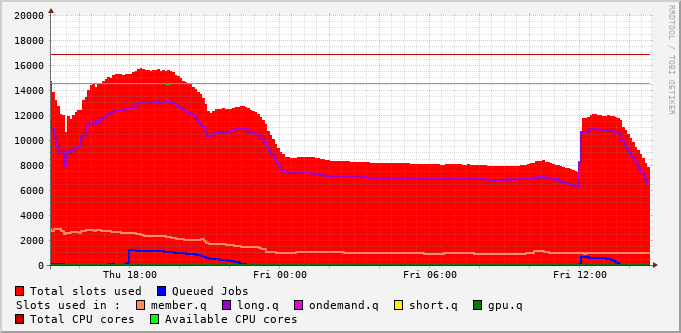 20000
18000
16000
14000
12000
10000
8000
6000
4000
2000
0
Thu 18:00 Fri 00:00 Fri 06:00 Fri 12:00
RRDTOOL / TOBI OETIKER
Total slots used Queued Jobs
Slots used in : member.q long.q ondemand.q short.q gpu.q
Total CPU cores Available CPU cores